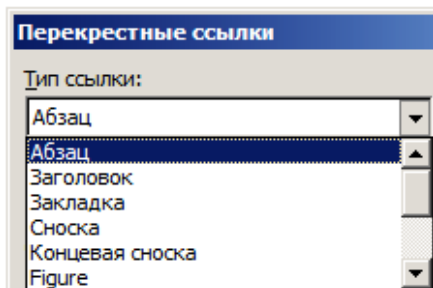 Перекрестные ссылки
Тип ссылки:
Абзац
Абзац
Заголовок
Закладка
Сноска
Концевая сноска
Figure